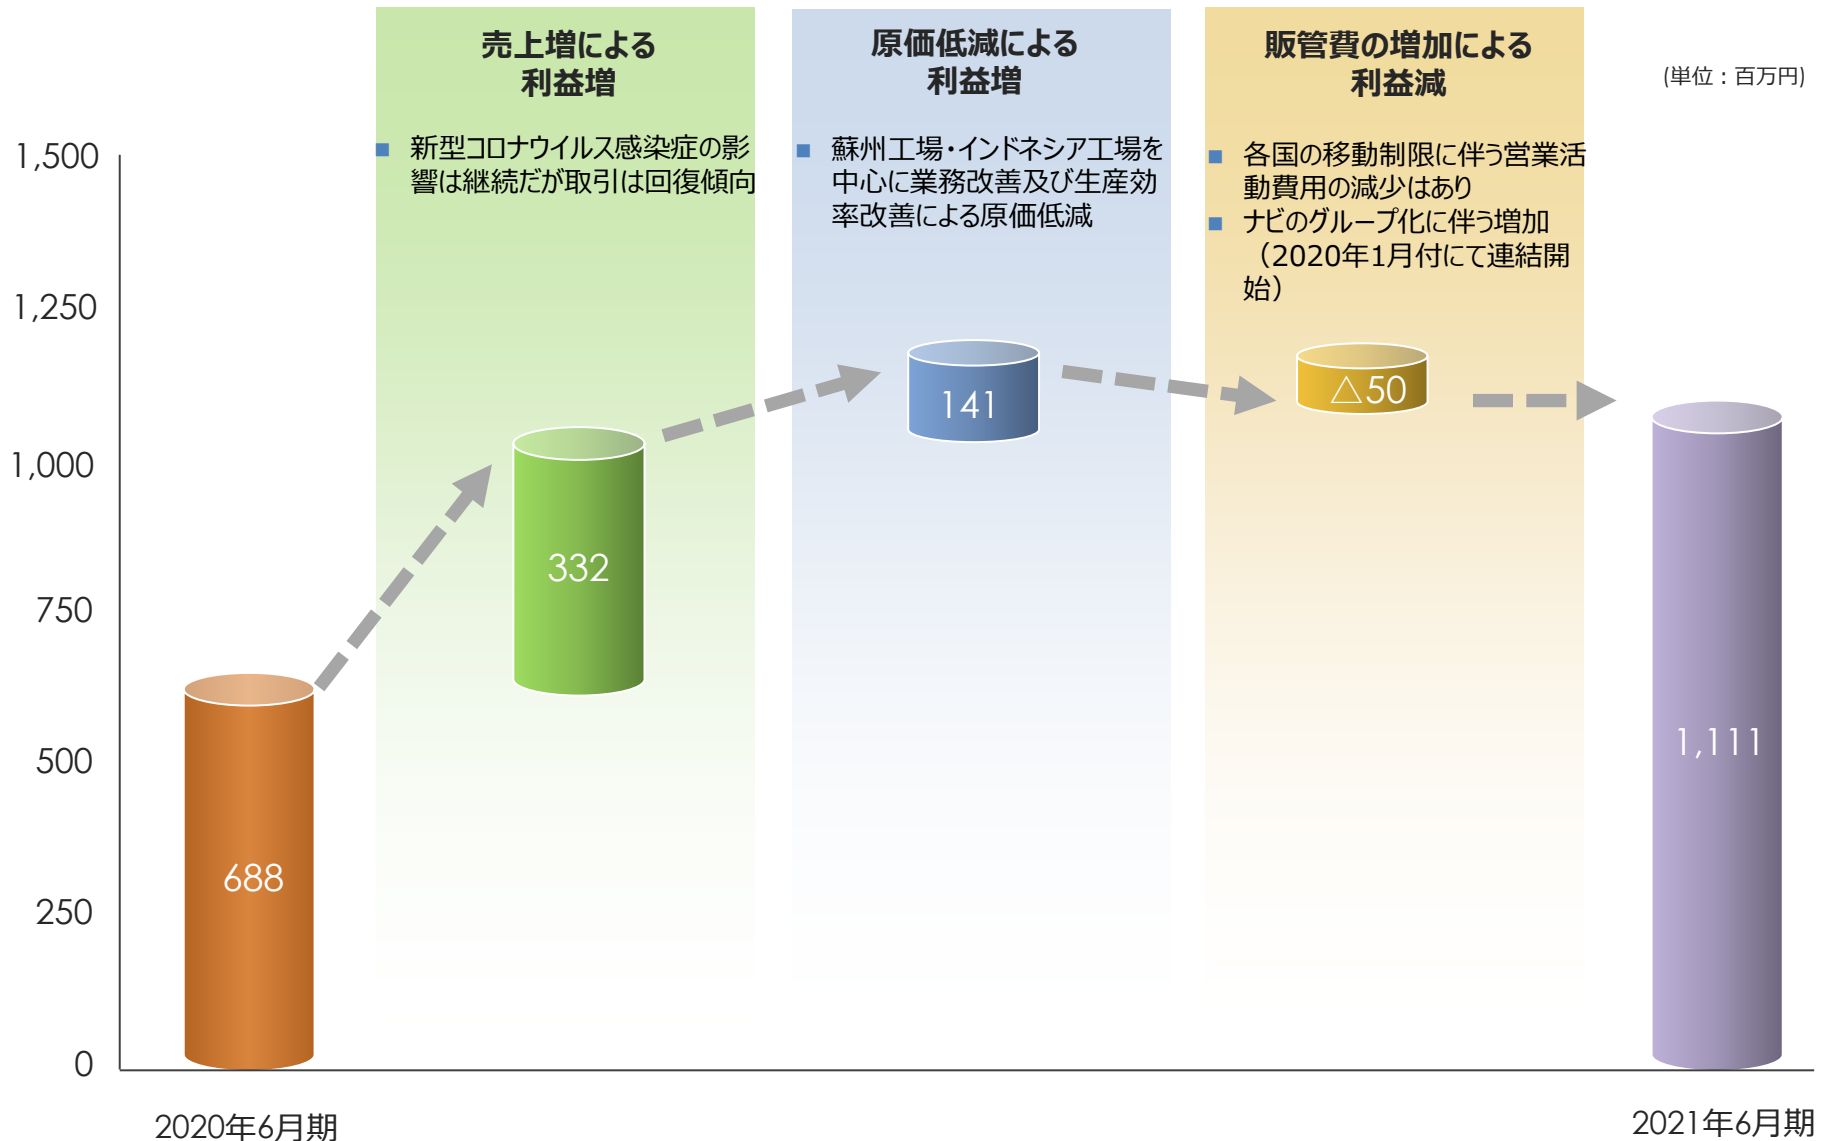 売上増による
利益増
新型コロナウイルス感染症の影
響は継続だが取引は回復傾向
原価低減による
利益増
蘇州工場・インドネシア工場を
中心に業務改善及び生産効
率改善による原価低減
販管費の増加による
利益減
各国の移動制限に伴う営業活
動費用の減少はあり
ナビのグループ化に伴う増加
（2020年1月付にて連結開
始）
(単位：百万円)
1,500
1,250
1,000
750
500
250
0
688
332
141
△50
1,111
2020年6月期
2021年6月期